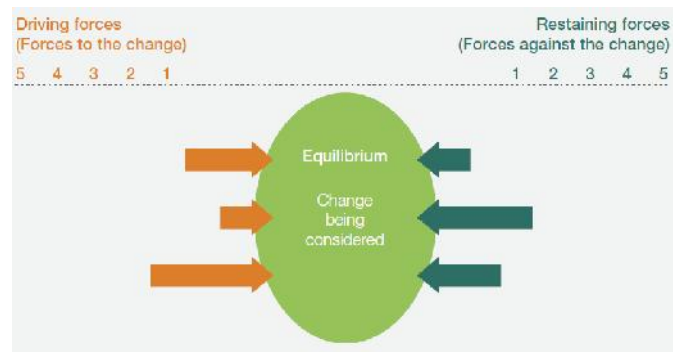 Driving forces
(Forces to the change)
5 4 3 2 1
Restaining forces
(Forces against the change)
1 2 3 4 5
Equilibrium
Change
being
considered